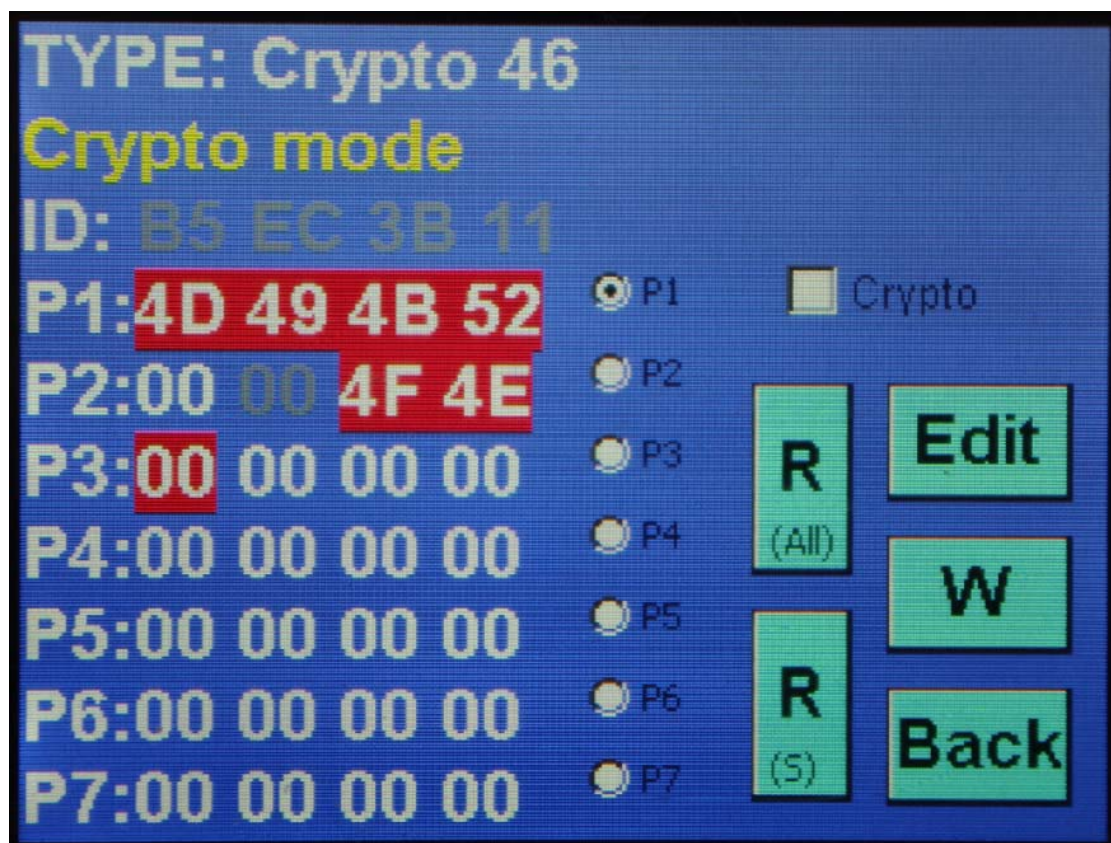 TYPE: Crypto 46
Crypto mode
ID: B5 EC 3B 11
P1:4D 49 4B 52
P2:00 00 4F 4E
P3:00 00 00 00
P4:00 00 00 00
P5:00 00 00 00
P6:00 00 00 00
P7:00 00 00 00
P1
P2
P3
P4
P5
P6
P7
Crypto
R
(All)
R
(S)
Edit
W
Back